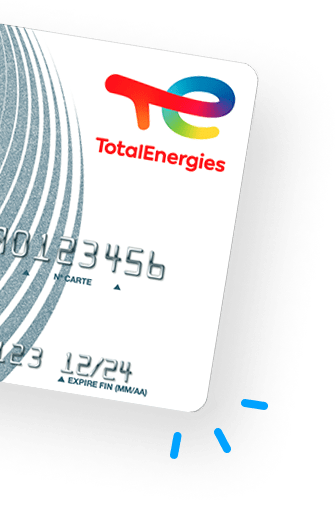 TotalEnergies
30123456
N° CARTE
123 12/24
EXPIRE FIN (MM/AA)